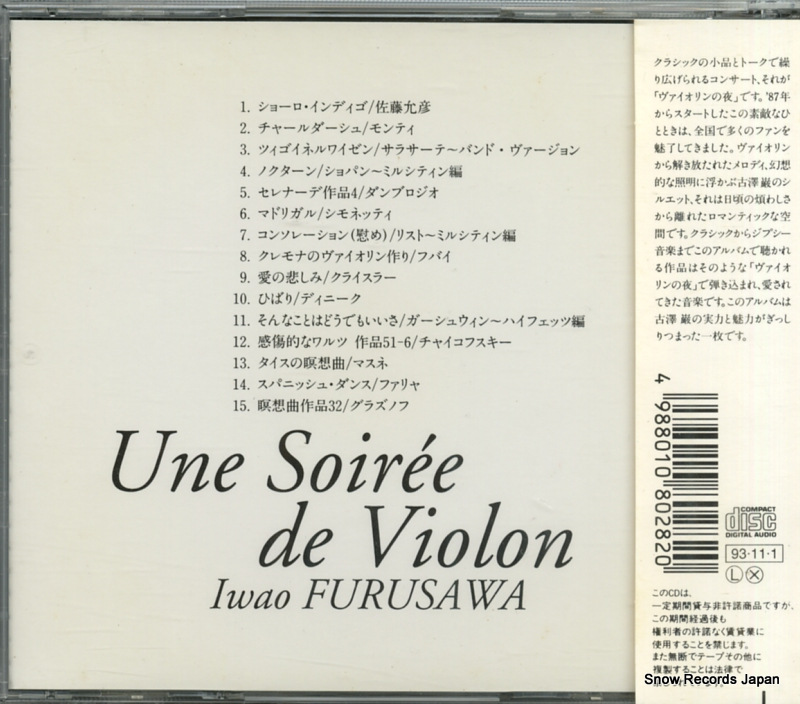 1. ショーロ・インディゴ/佐藤允彦
2. チャールダーシュ/モンティ
3. ツィゴイネルワイゼン/サラサーテ〜バンド・ヴァージョン
4. ノクターン/ショパン〜ミルシティン編
5. セレナーデ作品4/ダンブロジオ
6. マドリガル/シモネッティ
7. コンソレーション(慰め)/リスト〜ミルシティン編
8. クレモナのヴァイオリン作り/フバイ
9. 愛の悲しみ/クライスラー
10. ひばり/ディニーク
11. そんなことはどうでもいいさ/ガーシュウィン〜ハイフェッツ編
12. 感傷的なワルツ 作品51-6/チャイコフスキー
13. タイスの瞑想曲/マスネ
14. スパニッシュ・ダンス/ファリャ
15. 瞑想曲作品32/グラズノフ
Une Soirée
de Violon
Iwao FURUSAWA
クラシックの小品とトークで繰
り広げられるコンサート、それが
「ヴァイオリンの夜」です。'87年
からスタートしたこの素敵なひ
とときは、全国で多くのファンを
魅了してきました。ヴァイオリン
から解き放たれたメロディ、幻想
的な照明に浮かぶ古澤 巌のシ
ルエット、それは日頃の煩わしさ
から離れたロマンティックな空
間です。クラシックからジプシー
音楽までこのアルバムで聴かれ
る作品はそのような「ヴァイオ
リンの夜」で弾き込まれ、愛され
てきた音楽です。このアルバムは
古澤 巌の実力と魅力がぎっし
りつまった一枚です。
4 988010 802820
COMPACT
disc
DIGITAL AUDIO
93・11・1
Ⓛ Ⓧ
このCDは、
一定期間貸与非許諾商品ですが、
この期間経過後も
権利者の許諾なく賃貸業に
使用することを禁じます。
また無断でテープその他に
複製することは法律で
Snow Records Japan